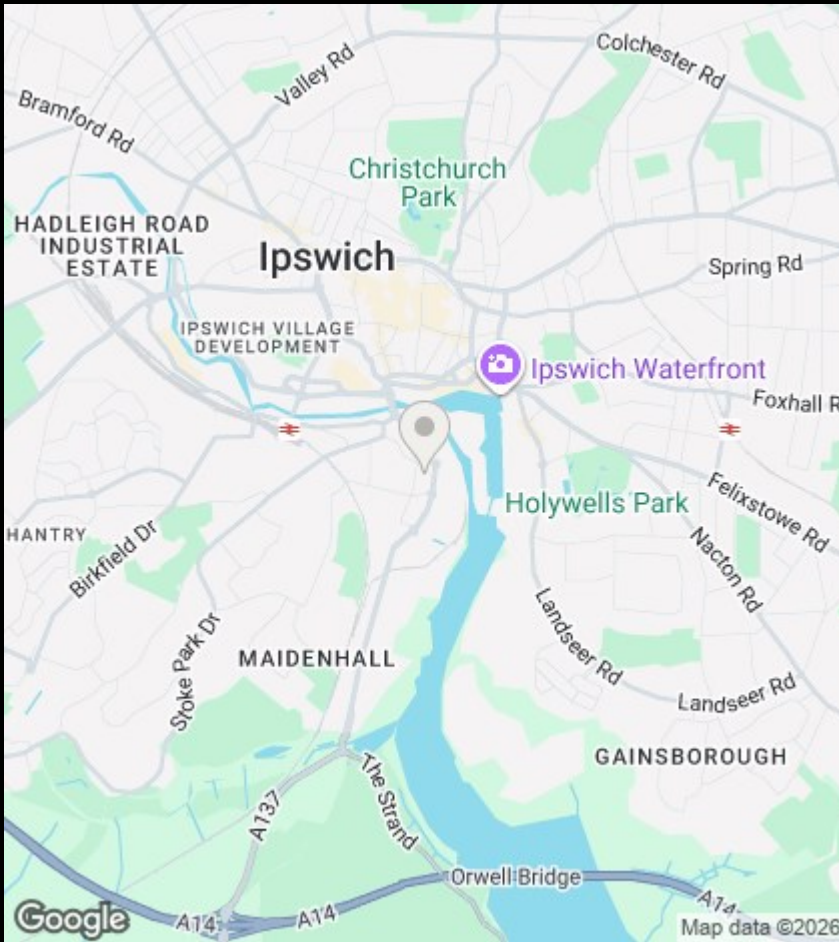 Colchester Rd
Valley Rd
Bramford Rd
Christchurch
Park
HADLEIGH ROAD
INDUSTRIAL
ESTATE
Ipswich
Spring Rd
IPSWICH VILLAGE
DEVELOPMENT
Ipswich Waterfront
Foxhall R
Holywells Park
Felixstowe Rd
HANTRY
Birkfield Dr
Nacton Rd
Stoke Park Dr
MAIDENHALL
Landseer Rd
Landseer Rd
GAINSBOROUGH
A137
The Strand
Orwell Bridge
A14
A14
A14
Google
Map data ©2026